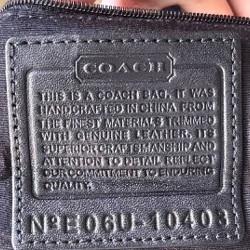 COACH
THIS IS A COACH BAG. IT WAS
HANDCRAFTED IN CHINA FROM
THE FINEST MATERIALS TRIMMED
WITH GENUINE LEATHER. ITS
SUPERIOR CRAFTSMANSHIP AND
ATTENTION TO DETAIL REFLECT
OUR COMMITMENT TO ENDURING
QUALITY.
NºE06U-10403